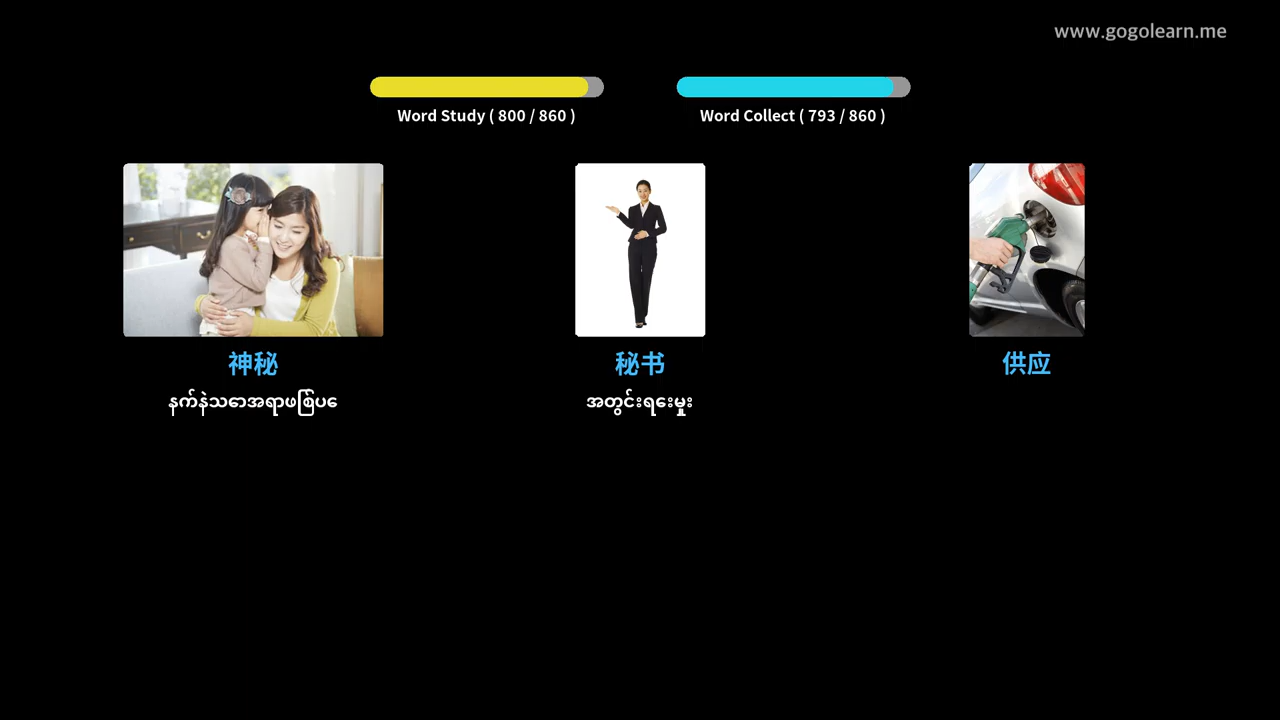 www.gogolearn.me
Word Study ( 800 / 860 )
Word Collect ( 793 / 860 )
神秘
秘书
供应
နက်နဲသောအရာဖြစ်ပေ
အတွင်းရေးမှူး